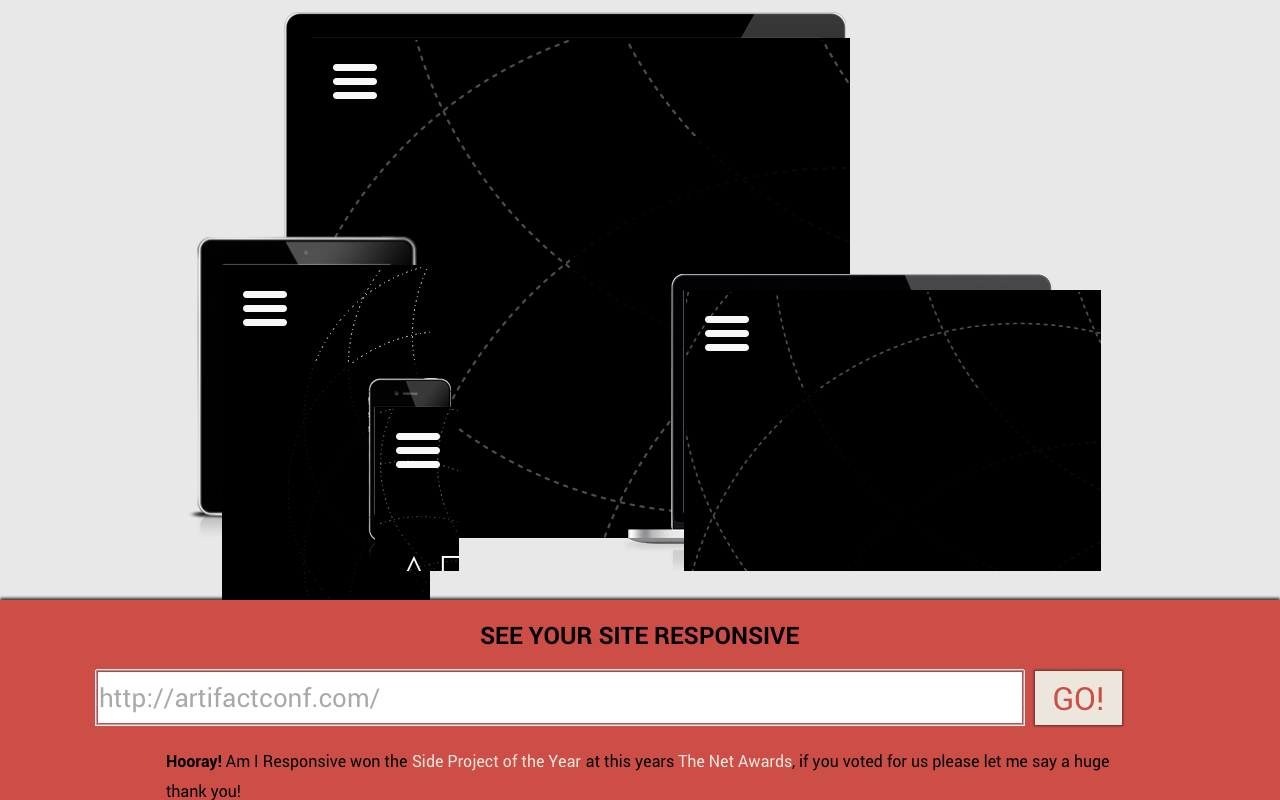 SEE YOUR SITE RESPONSIVE
http://artifactconf.com/
GO!
Hooray! Am I Responsive won the Side Project of the Year at this years The Net Awards, if you voted for us please let me say a huge
thank you!